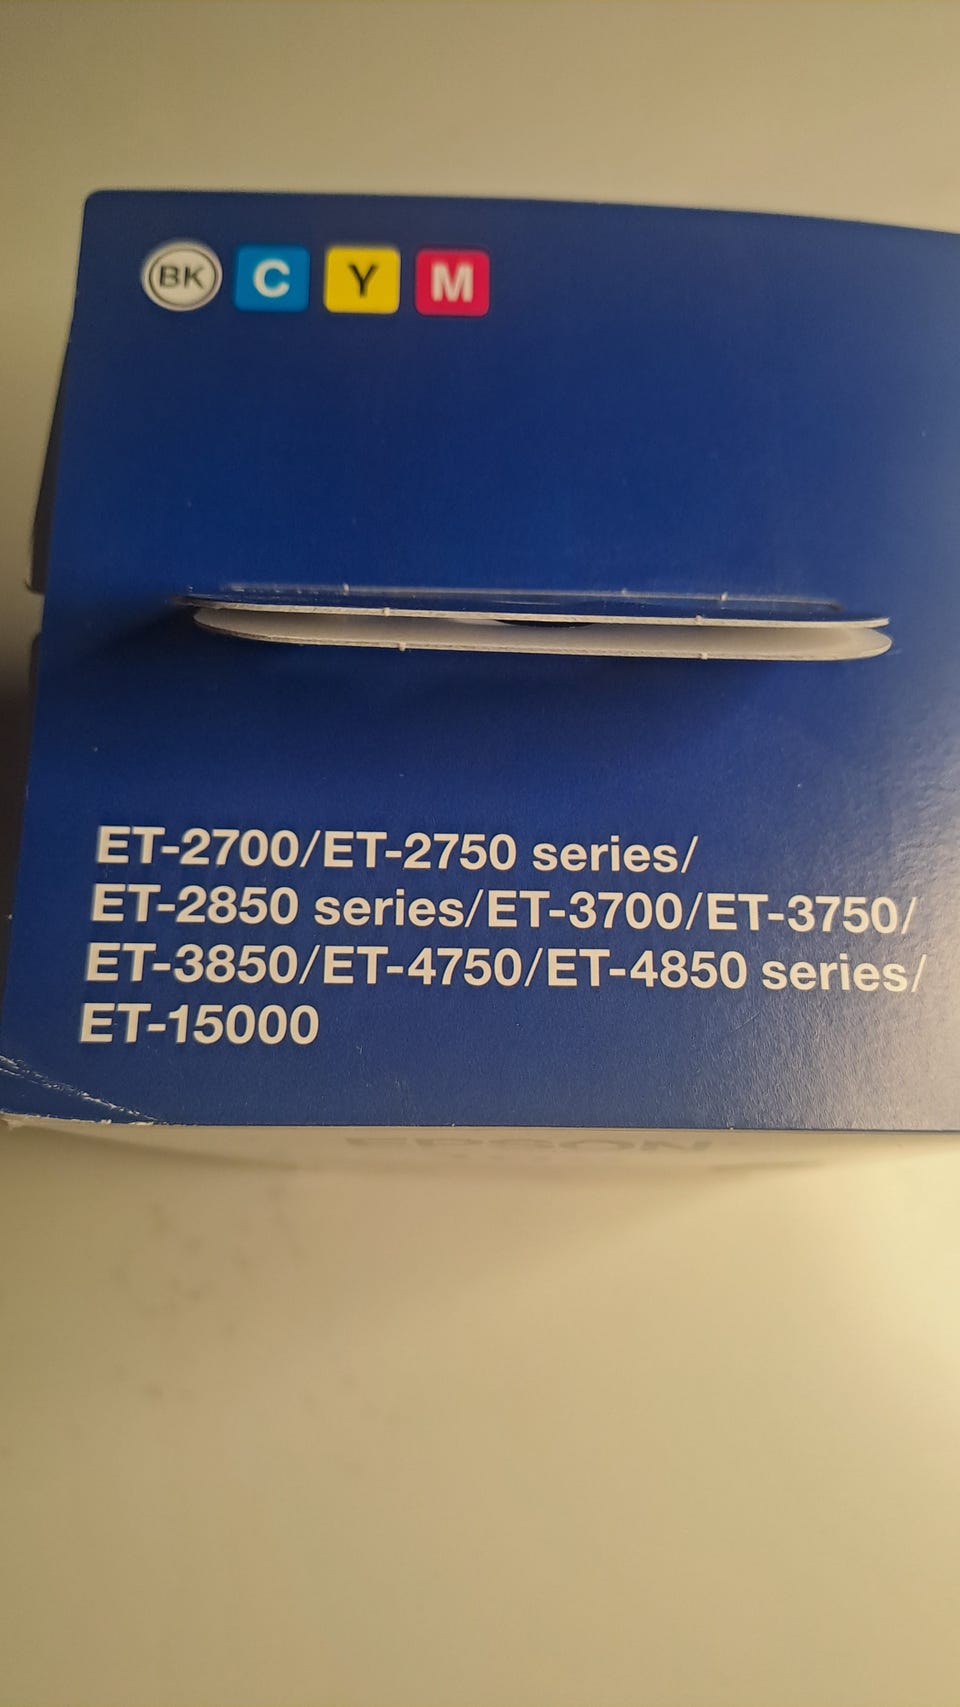 BK C Y M
ET-2700/ET-2750 series/
ET-2850 series/ET-3700/ET-3750/
ET-3850/ET-4750/ET-4850 series/
ET-15000
EPSON